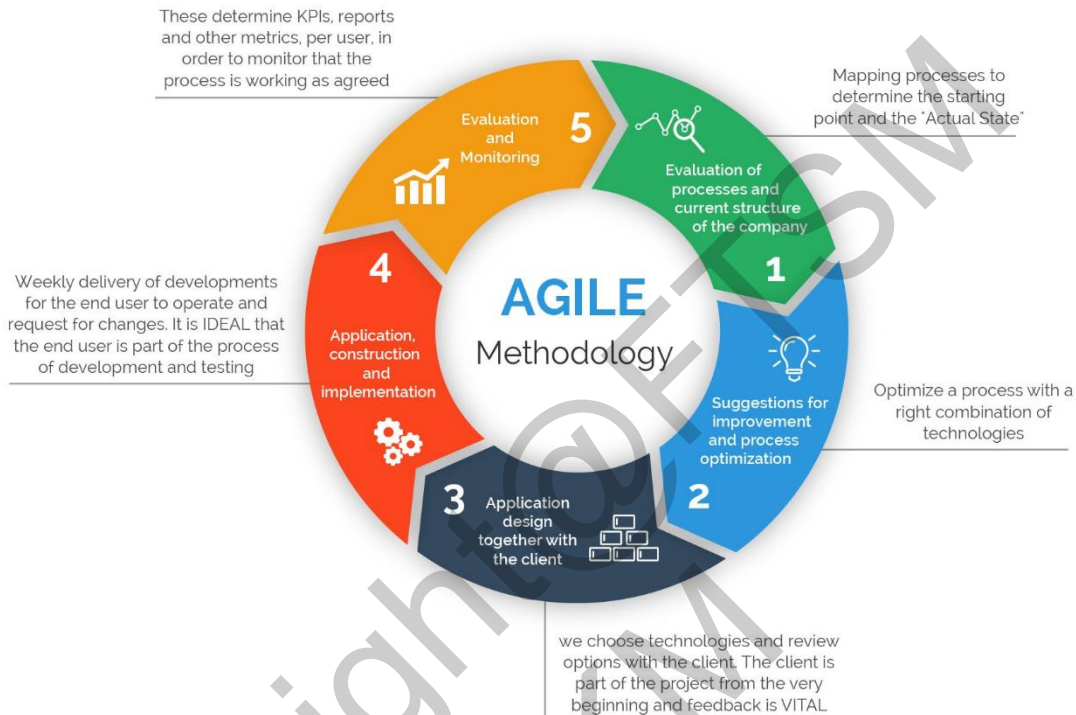 These determine KPIs, reports
and other metrics, per user, in
order to monitor that the
process is working as agreed
Mapping processes to
determine the starting
point and the "Actual State"
Evaluation
and
Monitoring
5
Evaluation of
processes and
current structure
of the company
1
4
Weekly delivery of developments
for the end user to operate and
request for changes. It is IDEAL that
the end user is part of the process
of development and testing
Application,
construction
and
implementation
AGILE
Methodology
Suggestions for
improvement
and process
optimization
2
Optimize a process with a
right combination of
technologies
3
Application
design
together with
the client
we choose technologies and review
options with the client. The client is
part of the project from the very
beginning and feedback is VITAL